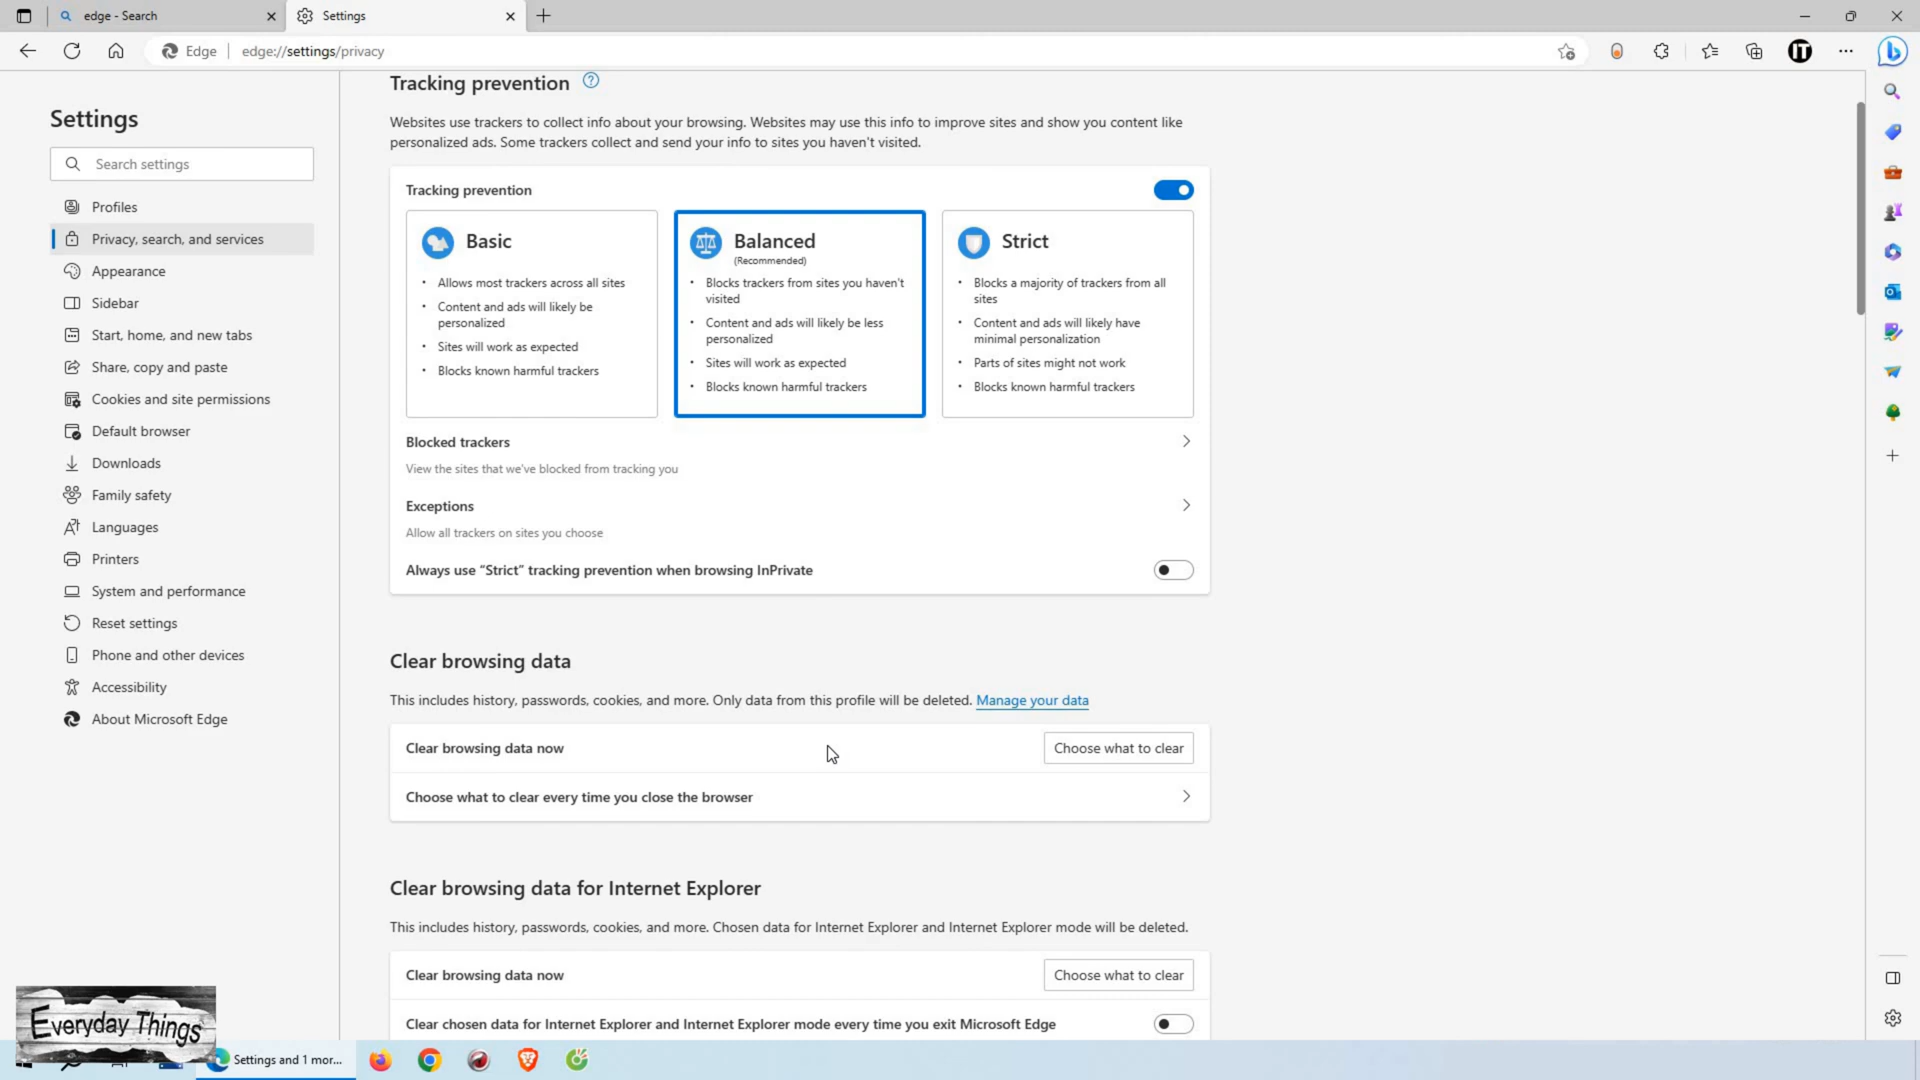 edge - Search
Settings
Edge
edge://settings/privacy
IT
Settings
Search settings
Profiles
Privacy, search, and services
Appearance
Sidebar
Start, home, and new tabs
Share, copy and paste
Cookies and site permissions
Default browser
Downloads
Family safety
Languages
Printers
System and performance
Reset settings
Phone and other devices
Accessibility
About Microsoft Edge
Tracking prevention
Websites use trackers to collect info about your browsing. Websites may use this info to improve sites and show you content like
personalized ads. Some trackers collect and send your info to sites you haven't visited.
Tracking prevention
Basic
• Allows most trackers across all sites
• Content and ads will likely be
personalized
• Sites will work as expected
• Blocks known harmful trackers
Balanced
(Recommended)
• Blocks trackers from sites you haven't
visited
• Content and ads will likely be less
personalized
• Sites will work as expected
• Blocks known harmful trackers
Strict
• Blocks a majority of trackers from all
sites
• Content and ads will likely have
minimal personalization
• Parts of sites might not work
• Blocks known harmful trackers
Blocked trackers
View the sites that we've blocked from tracking you
Exceptions
Allow all trackers on sites you choose
Always use “Strict” tracking prevention when browsing InPrivate
Clear browsing data
This includes history, passwords, cookies, and more. Only data from this profile will be deleted. Manage your data
Clear browsing data now
Choose what to clear
Choose what to clear every time you close the browser
Clear browsing data for Internet Explorer
This includes history, passwords, cookies, and more. Chosen data for Internet Explorer and Internet Explorer mode will be deleted.
Clear browsing data now
Choose what to clear
Clear chosen data for Internet Explorer and Internet Explorer mode every time you exit Microsoft Edge
Everyday Things
Settings and 1 mor...